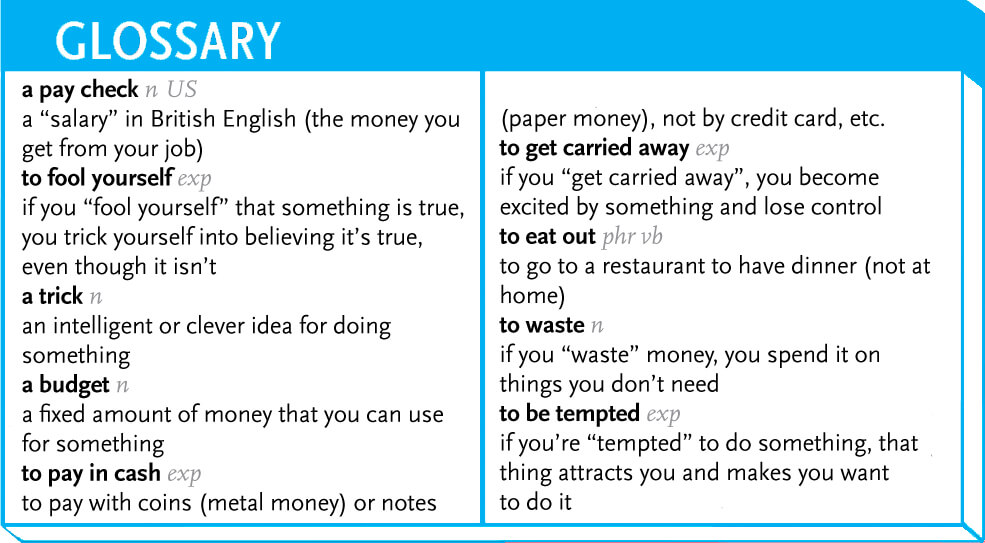 GLOSSARY
a pay check n US
a “salary” in British English (the money you
get from your job)
to fool yourself exp
if you “fool yourself” that something is true,
you trick yourself into believing it’s true,
even though it isn’t
a trick n
an intelligent or clever idea for doing
something
a budget n
a fixed amount of money that you can use
for something
to pay in cash exp
to pay with coins (metal money) or notes
(paper money), not by credit card, etc.
to get carried away exp
if you “get carried away”, you become
excited by something and lose control
to eat out phr vb
to go to a restaurant to have dinner (not at
home)
to waste n
if you “waste” money, you spend it on
things you don’t need
to be tempted exp
if you’re “tempted” to do something, that
thing attracts you and makes you want
to do it